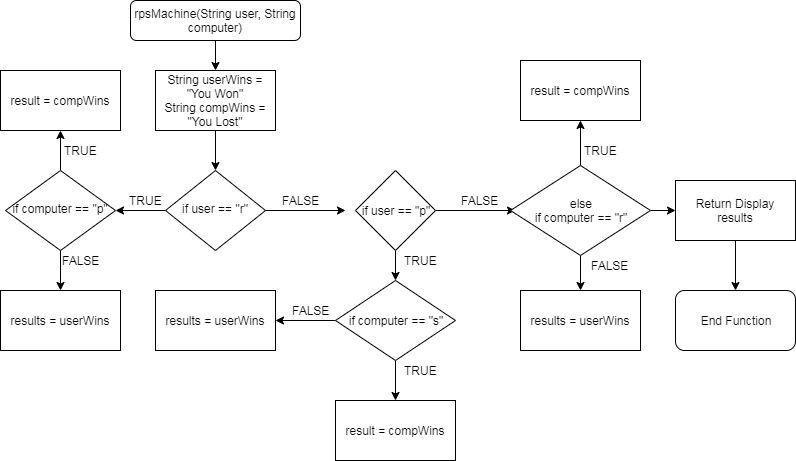 rpsMachine(String user, String
computer)
String userWins =
"You Won"
String compWins =
"You Lost"
result = compWins
TRUE
if computer == "p"
TRUE
if user == "r"
FALSE
FALSE
results = userWins
if user == "p"
FALSE
TRUE
if computer == "s"
FALSE
results = userWins
TRUE
result = compWins
result = compWins
TRUE
else
if computer == "r"
FALSE
results = userWins
Return Display
results
End Function